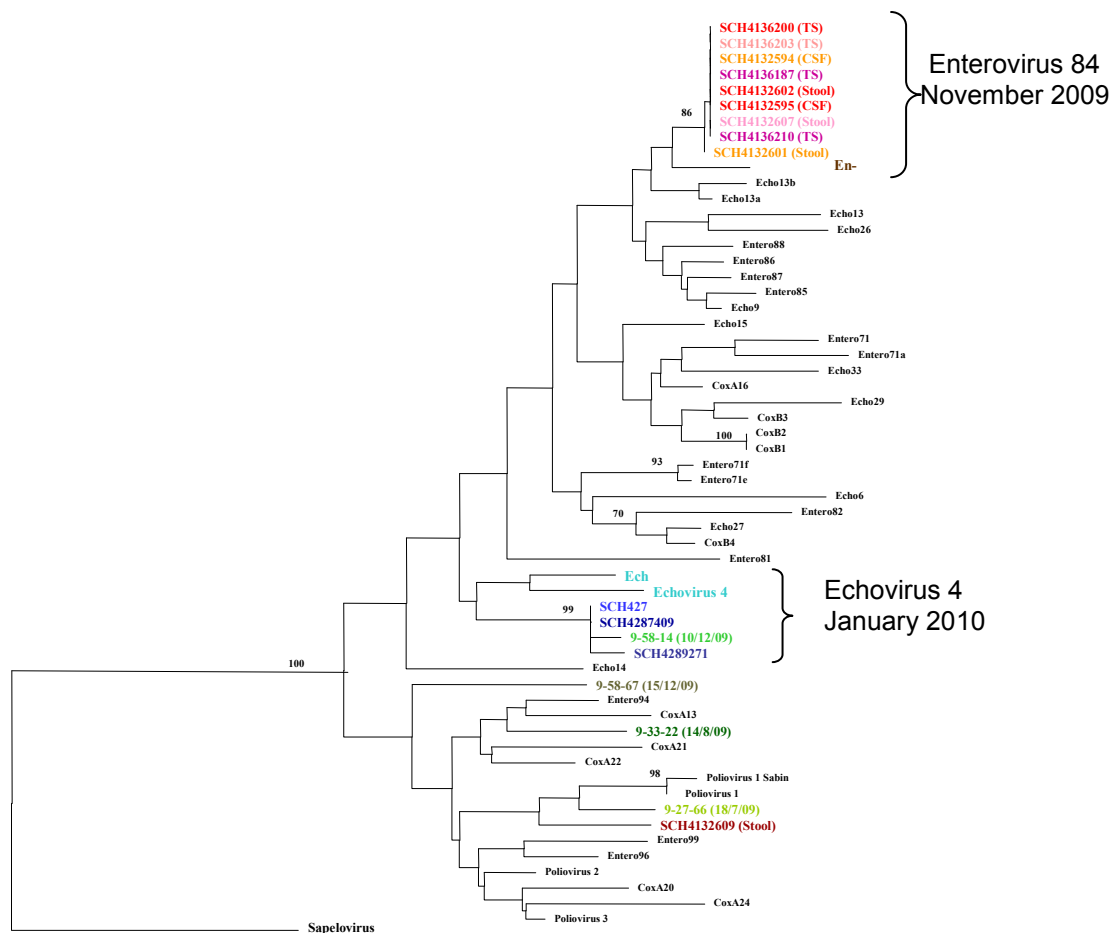 SCH4136200 (TS)
SCH4136203 (TS)
SCH4132594 (CSF)
SCH4136187 (TS)
SCH4132602 (Stool)
SCH4132595 (CSF)
SCH4132607 (Stool)
SCH4136210 (TS)
SCH4132601 (Stool)
86
Enterovirus 84
November 2009
En-
Echo13b
Echo13a
Echo13
Echo26
Entero88
Entero86
Entero87
Entero85
Echo9
Echo15
Entero71
Entero71a
Echo33
CoxA16
Echo29
CoxB3
CoxB2
100
CoxB1
93
Entero71f
Entero71e
Echo6
70
Entero82
Echo27
CoxB4
Entero81
Ech
Echovirus 4
99
SCH427
SCH4287409
9-58-14 (10/12/09)
SCH4289271
Echovirus 4
January 2010
100
Echo14
9-58-67 (15/12/09)
Entero94
CoxA13
9-33-22 (14/8/09)
CoxA21
CoxA22
98
Poliovirus 1 Sabin
Poliovirus 1
9-27-66 (18/7/09)
SCH4132609 (Stool)
Entero99
Entero96
Poliovirus 2
CoxA20
CoxA24
Poliovirus 3
Sapelovirus